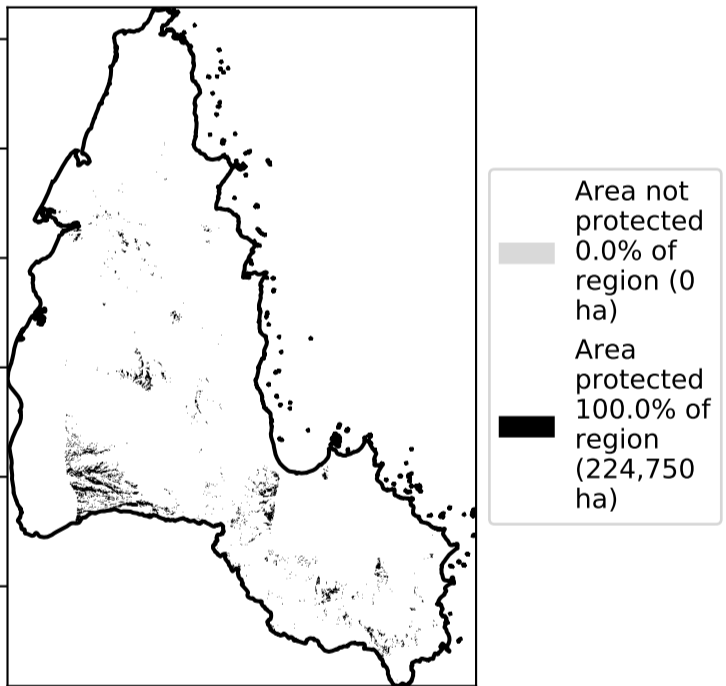 Area not
protected
0.0% of
region (0
ha)
Area
protected
100.0% of
region
(224,750
ha)